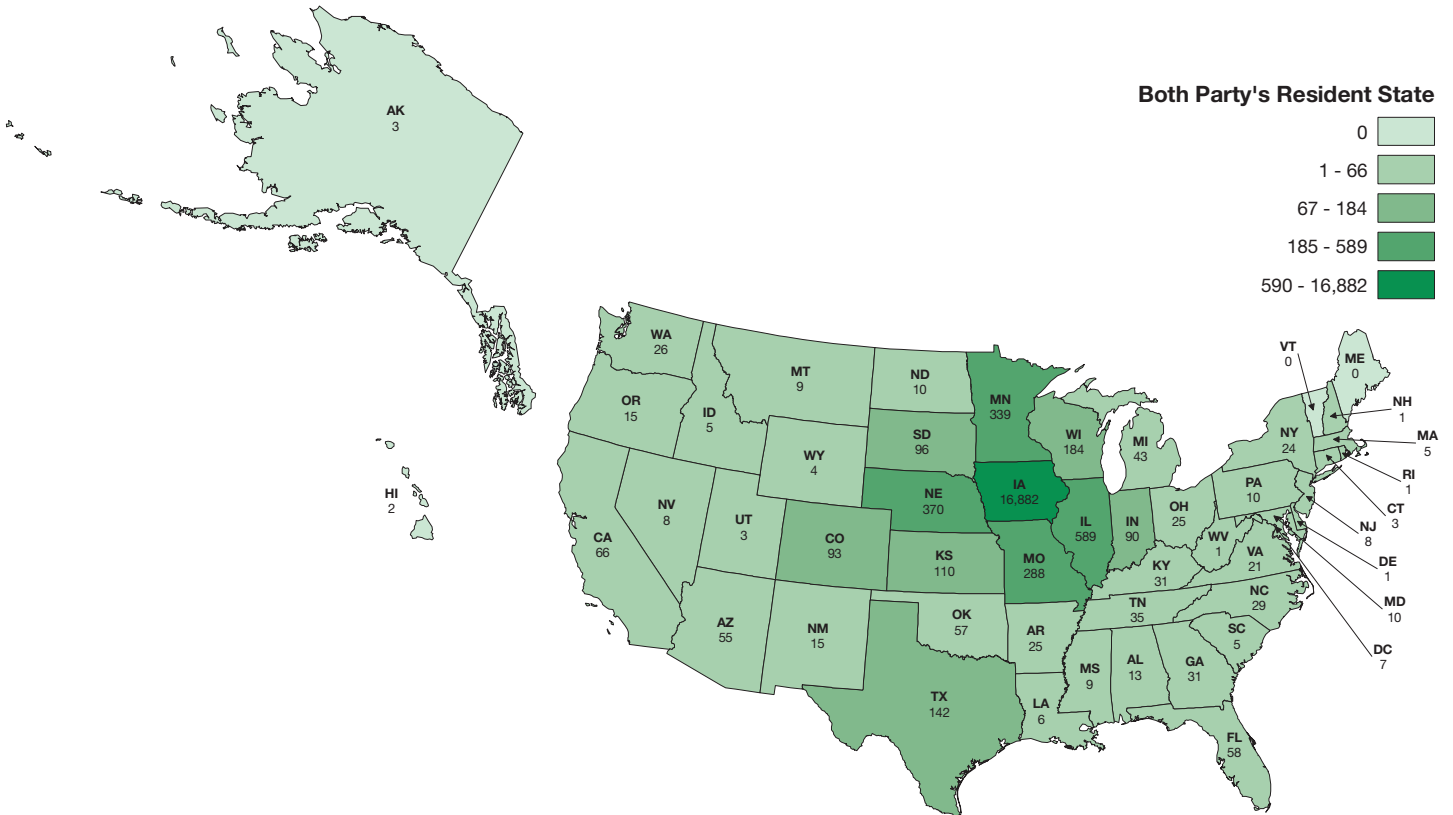 Both Party's Resident State
0
1 - 66
67 - 184
185 - 589
590 - 16,882
AK
3
HI
2
WA
26
OR
15
CA
66
ID
5
NV
8
MT
9
WY
4
UT
3
AZ
55
CO
93
NM
15
ND
10
SD
96
NE
370
KS
110
OK
57
TX
142
MN
339
IA
16,882
MO
288
AR
25
LA
6
WI
184
IL
589
MI
43
IN
90
OH
25
KY
31
TN
35
MS
9
AL
13
GA
31
FL
58
SC
5
NC
29
VA
21
WV
1
PA
10
NY
24
VT
0
ME
0
NH
1
MA
5
RI
1
CT
3
NJ
8
DE
1
MD
10
DC
7